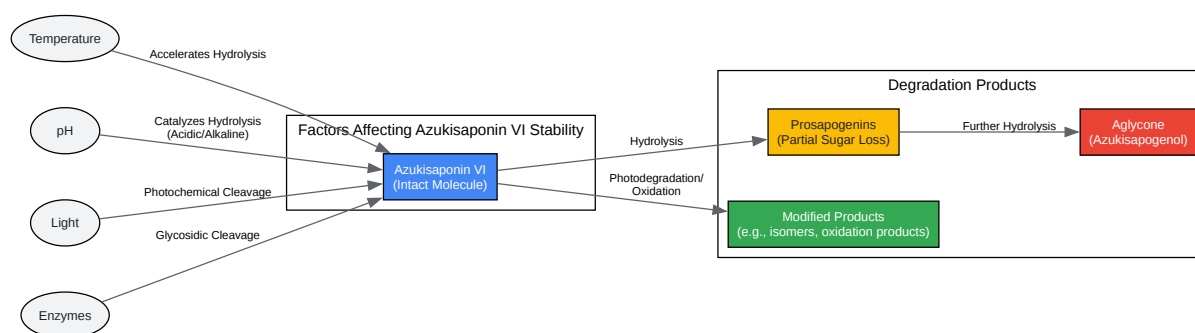 Temperature
Accelerates Hydrolysis
pH
Catalyzes Hydrolysis
(Acidic/Alkaline)
Light
Photochemical Cleavage
Enzymes
Glycosidic Cleavage
Factors Affecting Azukisaponin VI Stability
Azukisaponin VI
(Intact Molecule)
Hydrolysis
Photodegradation/
Oxidation
Degradation Products
Prosapogenins
(Partial Sugar Loss)
Further Hydrolysis
Aglycone
(Azukisapogenol)
Modified Products
(e.g., isomers, oxidation products)